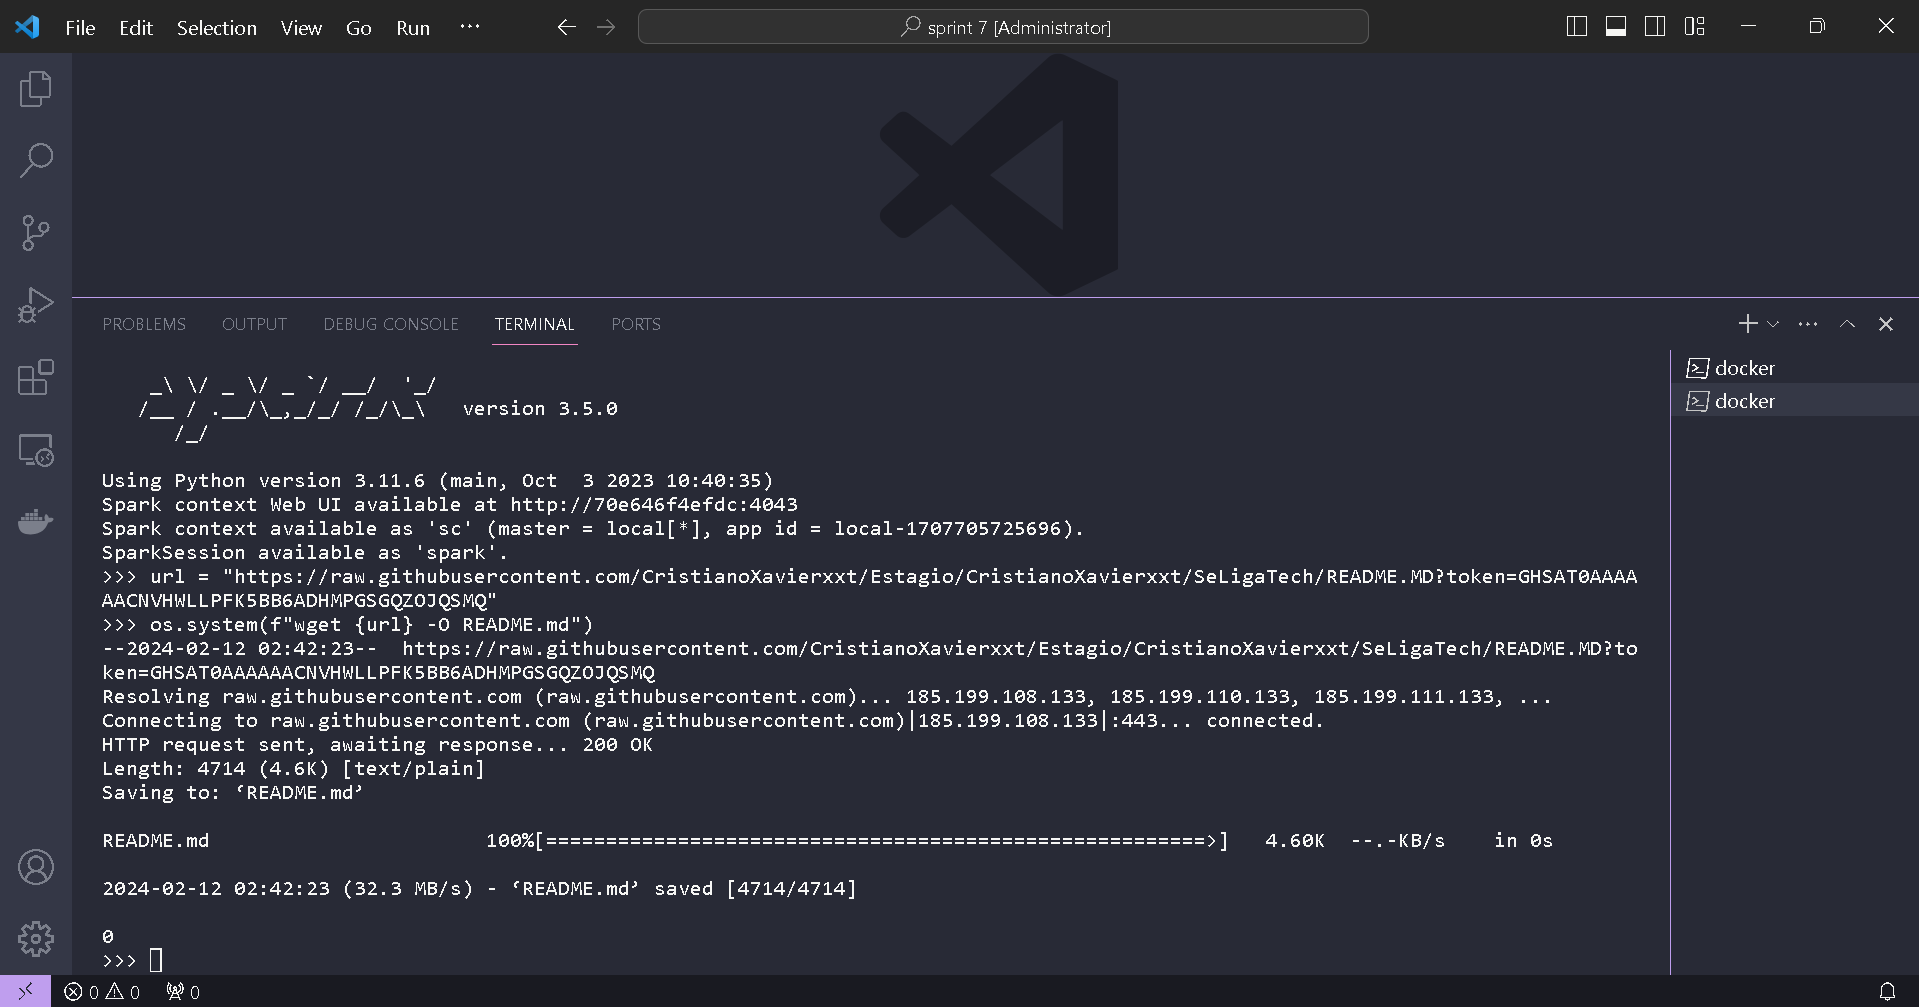 File Edit Selection View Go Run ···
sprint 7 [Administrator]
PROBLEMS OUTPUT DEBUG CONSOLE TERMINAL PORTS
docker
docker
    _\ \/ _ \/ _ `/ __/  '_/
   /__ / .__/\_,_/_/ /_/\_\   version 3.5.0
      /_/
Using Python version 3.11.6 (main, Oct  3 2023 10:40:35)
Spark context Web UI available at http://70e646f4efdc:4043
Spark context available as 'sc' (master = local[*], app id = local-1707705725696).
SparkSession available as 'spark'.
>>> url = "https://raw.githubusercontent.com/CristianoXavierxxt/Estagio/CristianoXavierxxt/SeLigaTech/README.MD?token=GHSAT0AAAA
AACNVHWLLPFK5BB6ADHMPGSGQZOJQSMQ"
>>> os.system(f"wget {url} -O README.md")
--2024-02-12 02:42:23--  https://raw.githubusercontent.com/CristianoXavierxxt/Estagio/CristianoXavierxxt/SeLigaTech/README.MD?to
ken=GHSAT0AAAAAACNVHWLLPFK5BB6ADHMPGSGQZOJQSMQ
Resolving raw.githubusercontent.com (raw.githubusercontent.com)... 185.199.108.133, 185.199.110.133, 185.199.111.133, ...
Connecting to raw.githubusercontent.com (raw.githubusercontent.com)|185.199.108.133|:443... connected.
HTTP request sent, awaiting response... 200 OK
Length: 4714 (4.6K) [text/plain]
Saving to: ‘README.md’
README.md                       100%[=======================================================>]   4.60K  --.-KB/s    in 0s
2024-02-12 02:42:23 (32.3 MB/s) - ‘README.md’ saved [4714/4714]
0
>>>
0 0 0